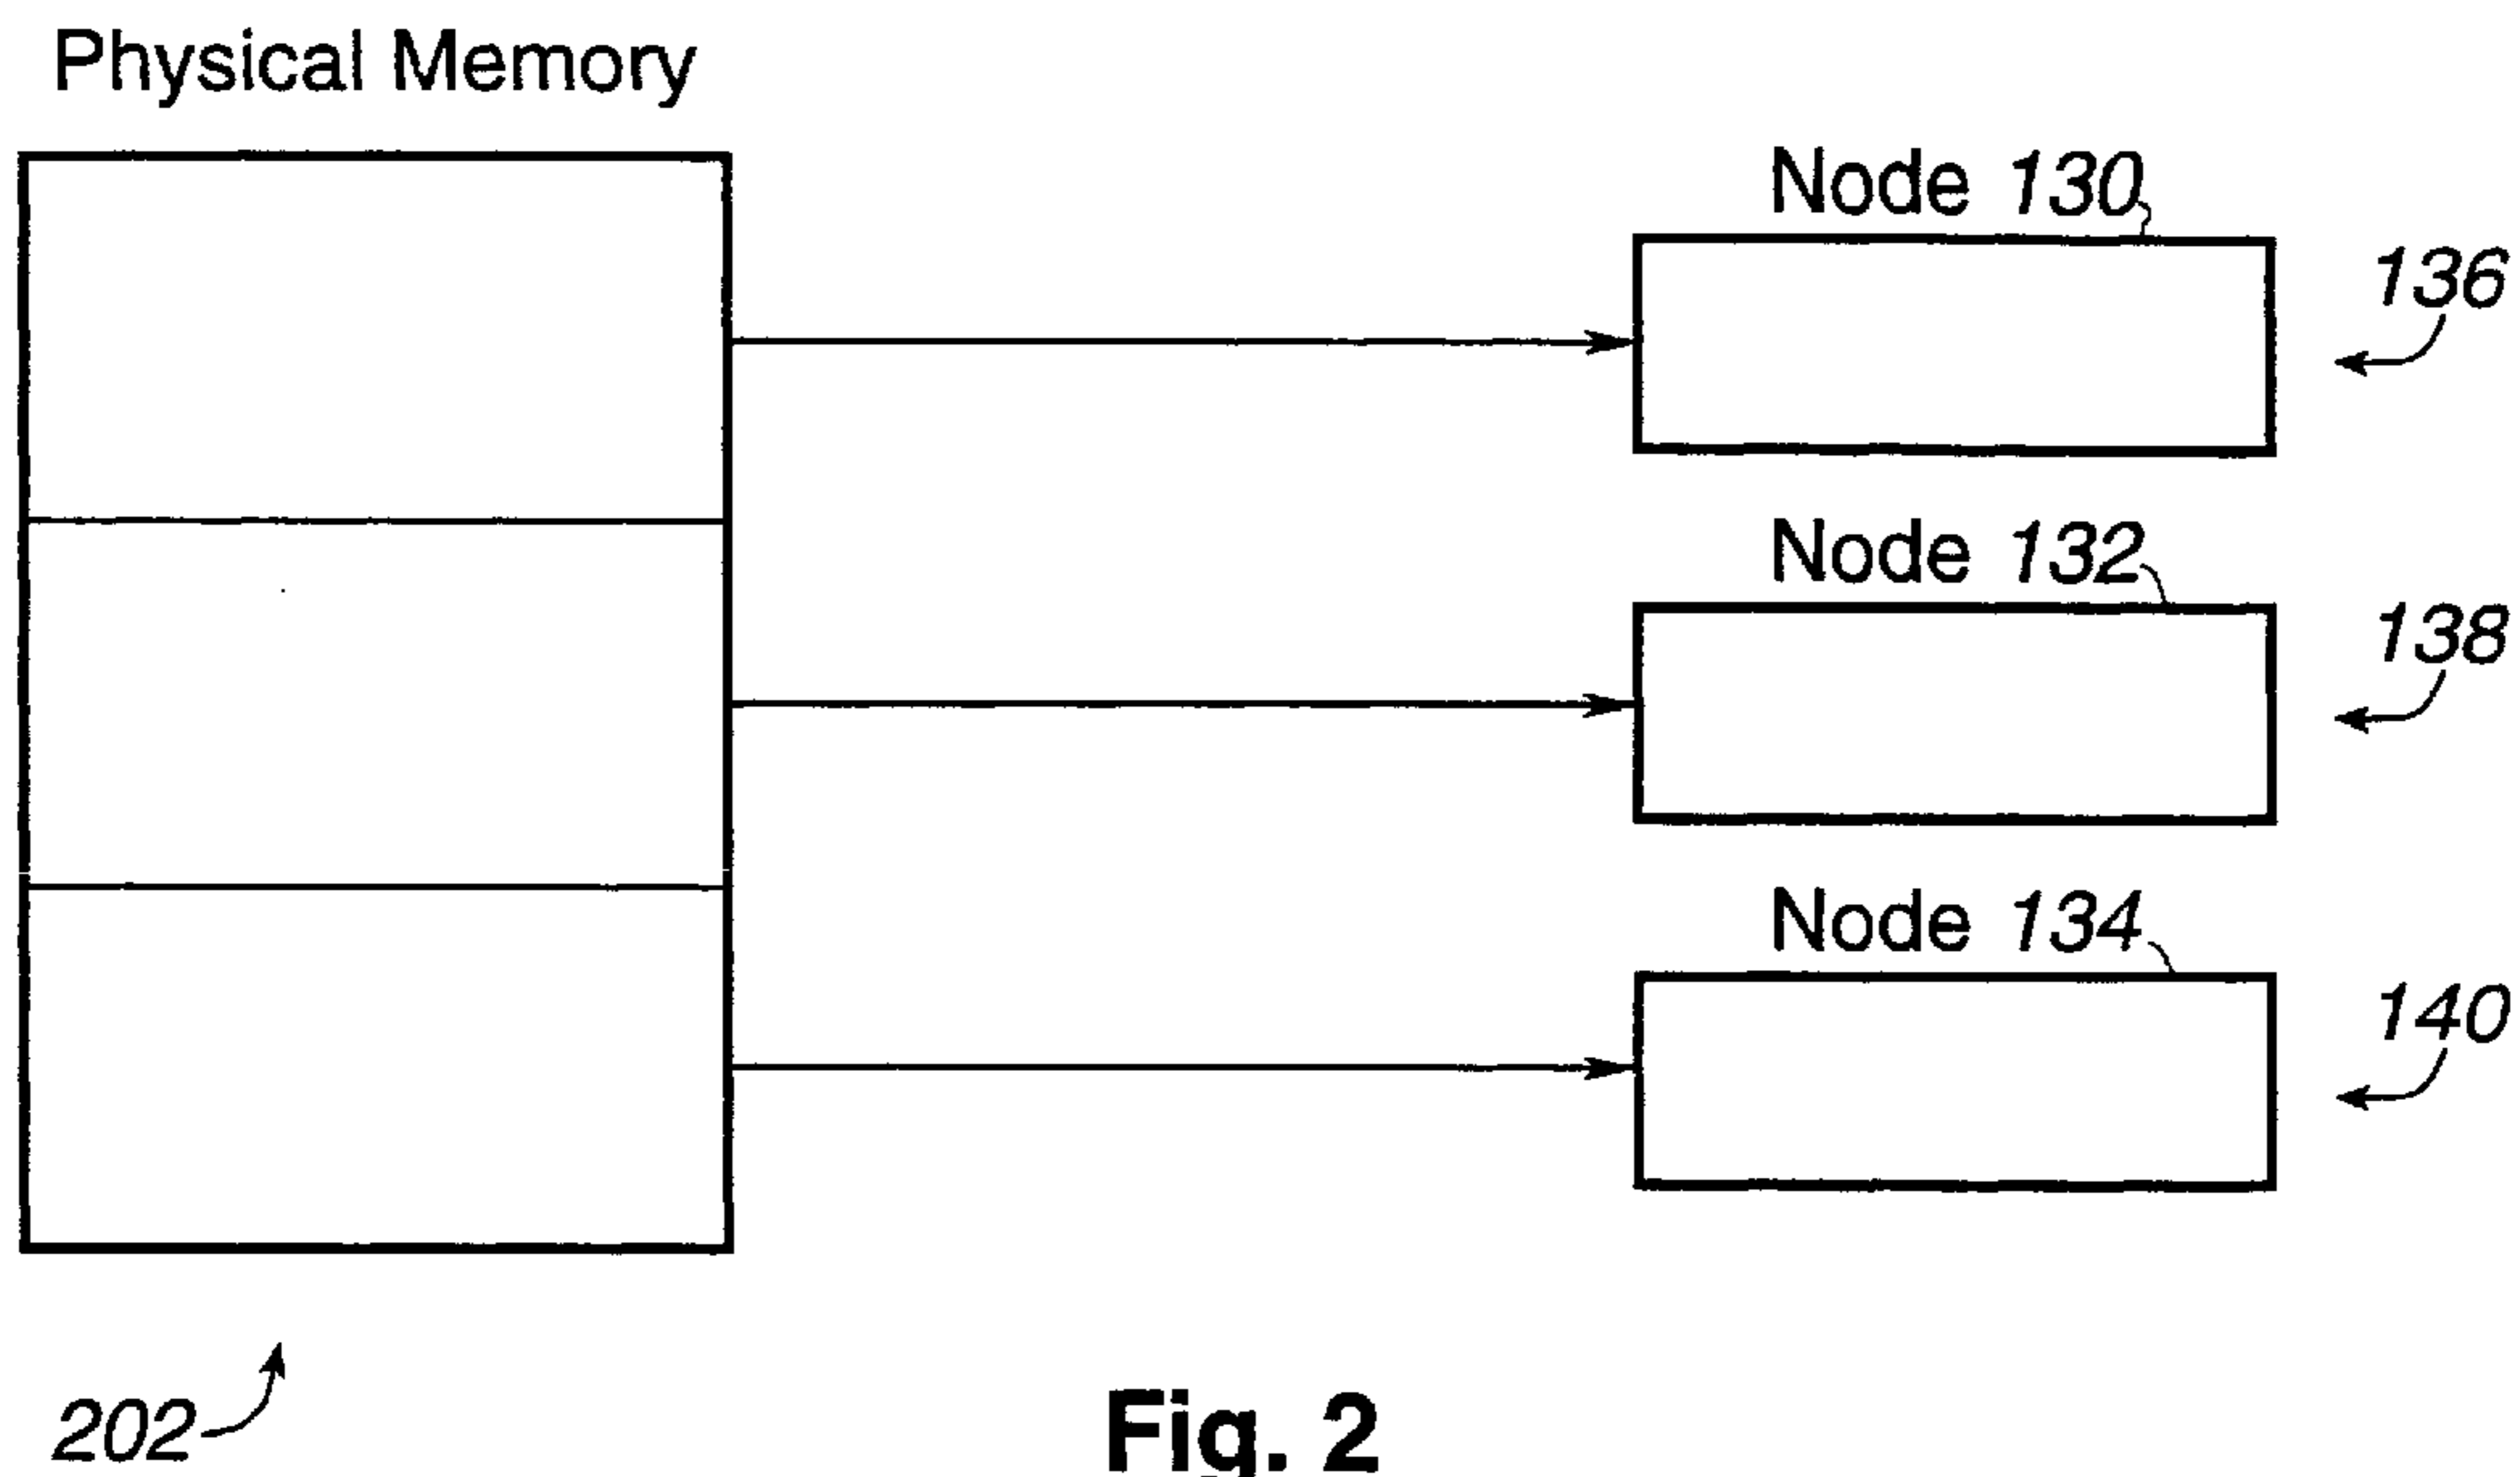 Physical Memory
Node 130
136
Node 132
138
Node 134
140
202
Fig. 2